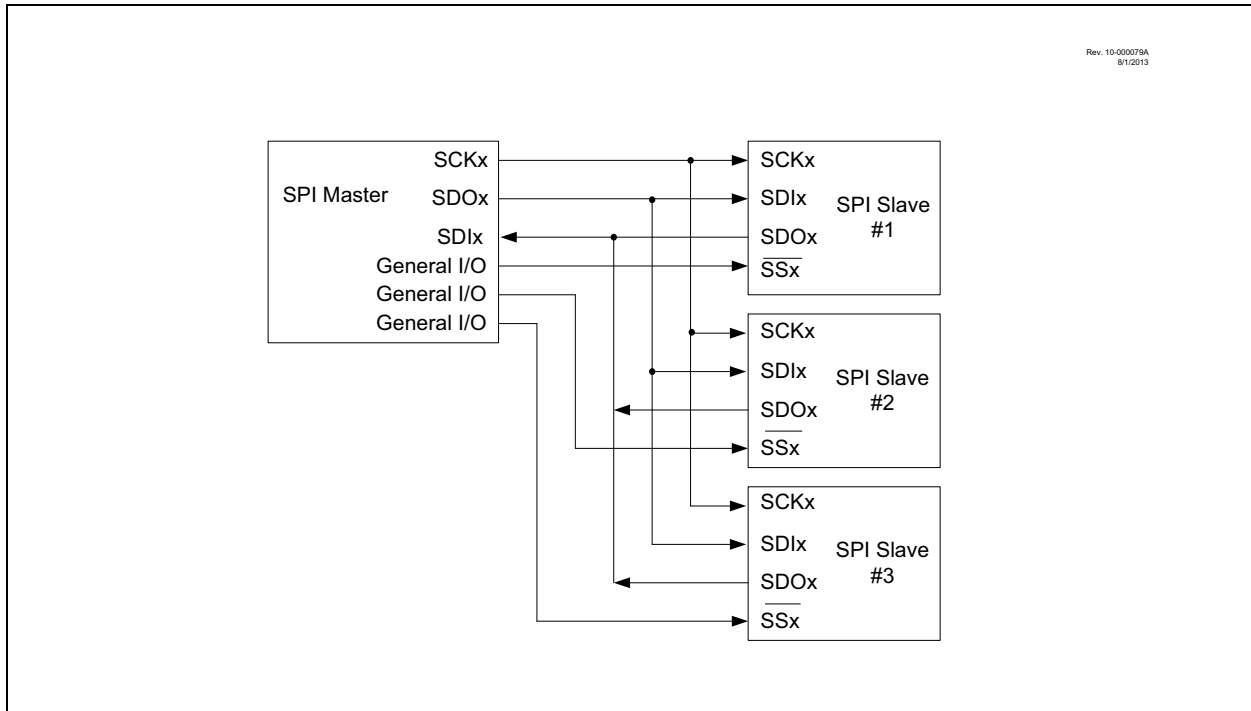 Rev. 10-000079A
8/1/2013
SPI Master
SCKx
SDOx
SDIx
General I/O
General I/O
General I/O
SCKx
SDIx
SDOx
SSx
SPI Slave
#1
SCKx
SDIx
SDOx
SSx
SPI Slave
#2
SCKx
SDIx
SDOx
SSx
SPI Slave
#3